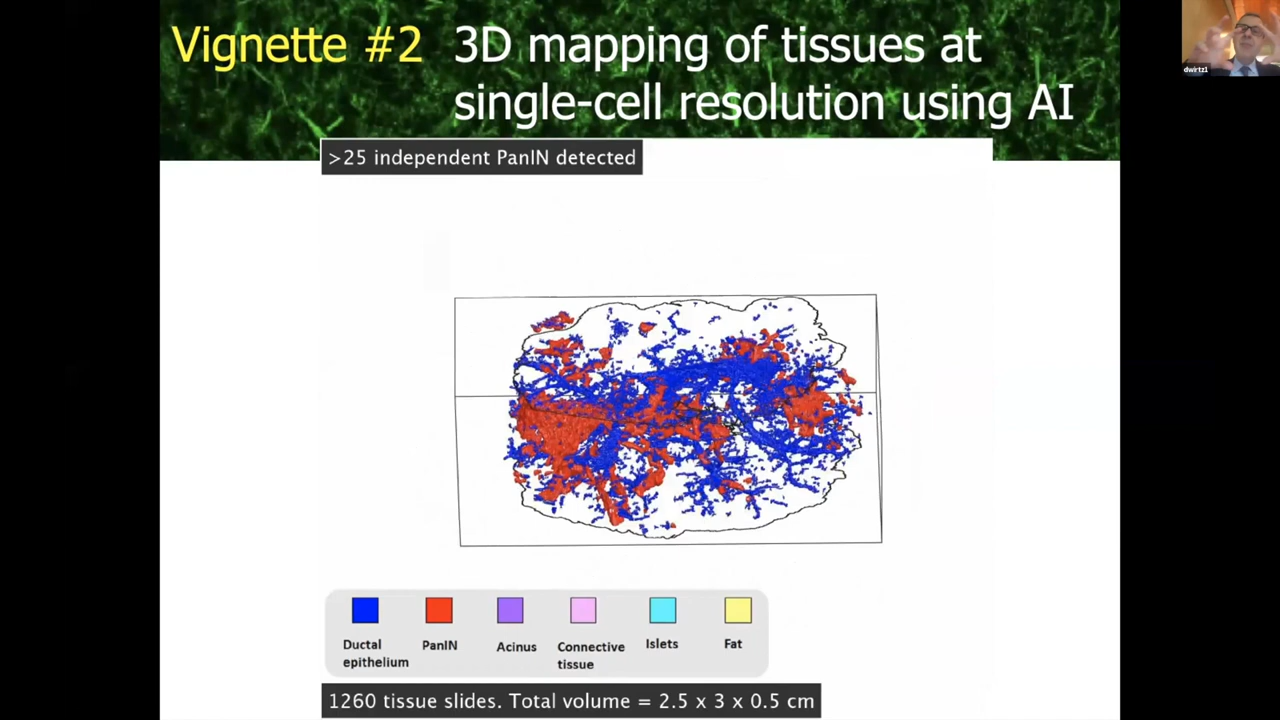 Vignette #2 3D mapping of tissues at
single-cell resolution using AI
dwirtz1
>25 independent PanIN detected
Ductal epithelium
PanIN
Acinus
Connective tissue
Islets
Fat
1260 tissue slides. Total volume = 2.5 x 3 x 0.5 cm